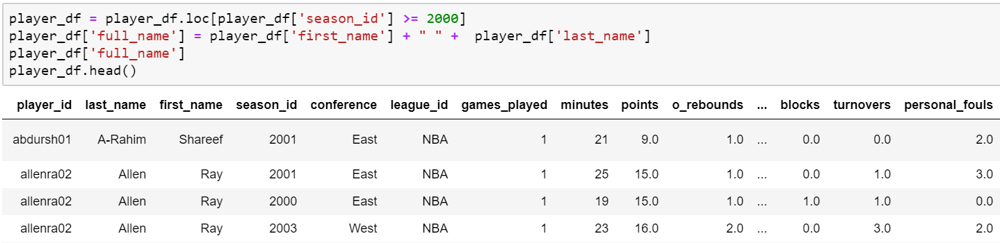 player_df = player_df.loc[player_df['season_id'] >= 2000]
player_df['full_name'] = player_df['first_name'] + " " +  player_df['last_name']
player_df['full_name']
player_df.head()
player_id last_name first_name season_id conference league_id games_played minutes points o_rebounds ... blocks turnovers personal_fouls
abdursh01 A-Rahim Shareef 2001 East NBA 1 21 9.0 1.0 ... 0.0 0.0 2.0
allenra02 Allen Ray 2001 East NBA 1 25 15.0 1.0 ... 0.0 1.0 3.0
allenra02 Allen Ray 2000 East NBA 1 19 15.0 1.0 ... 1.0 1.0 0.0
allenra02 Allen Ray 2003 West NBA 1 23 16.0 2.0 ... 0.0 3.0 2.0